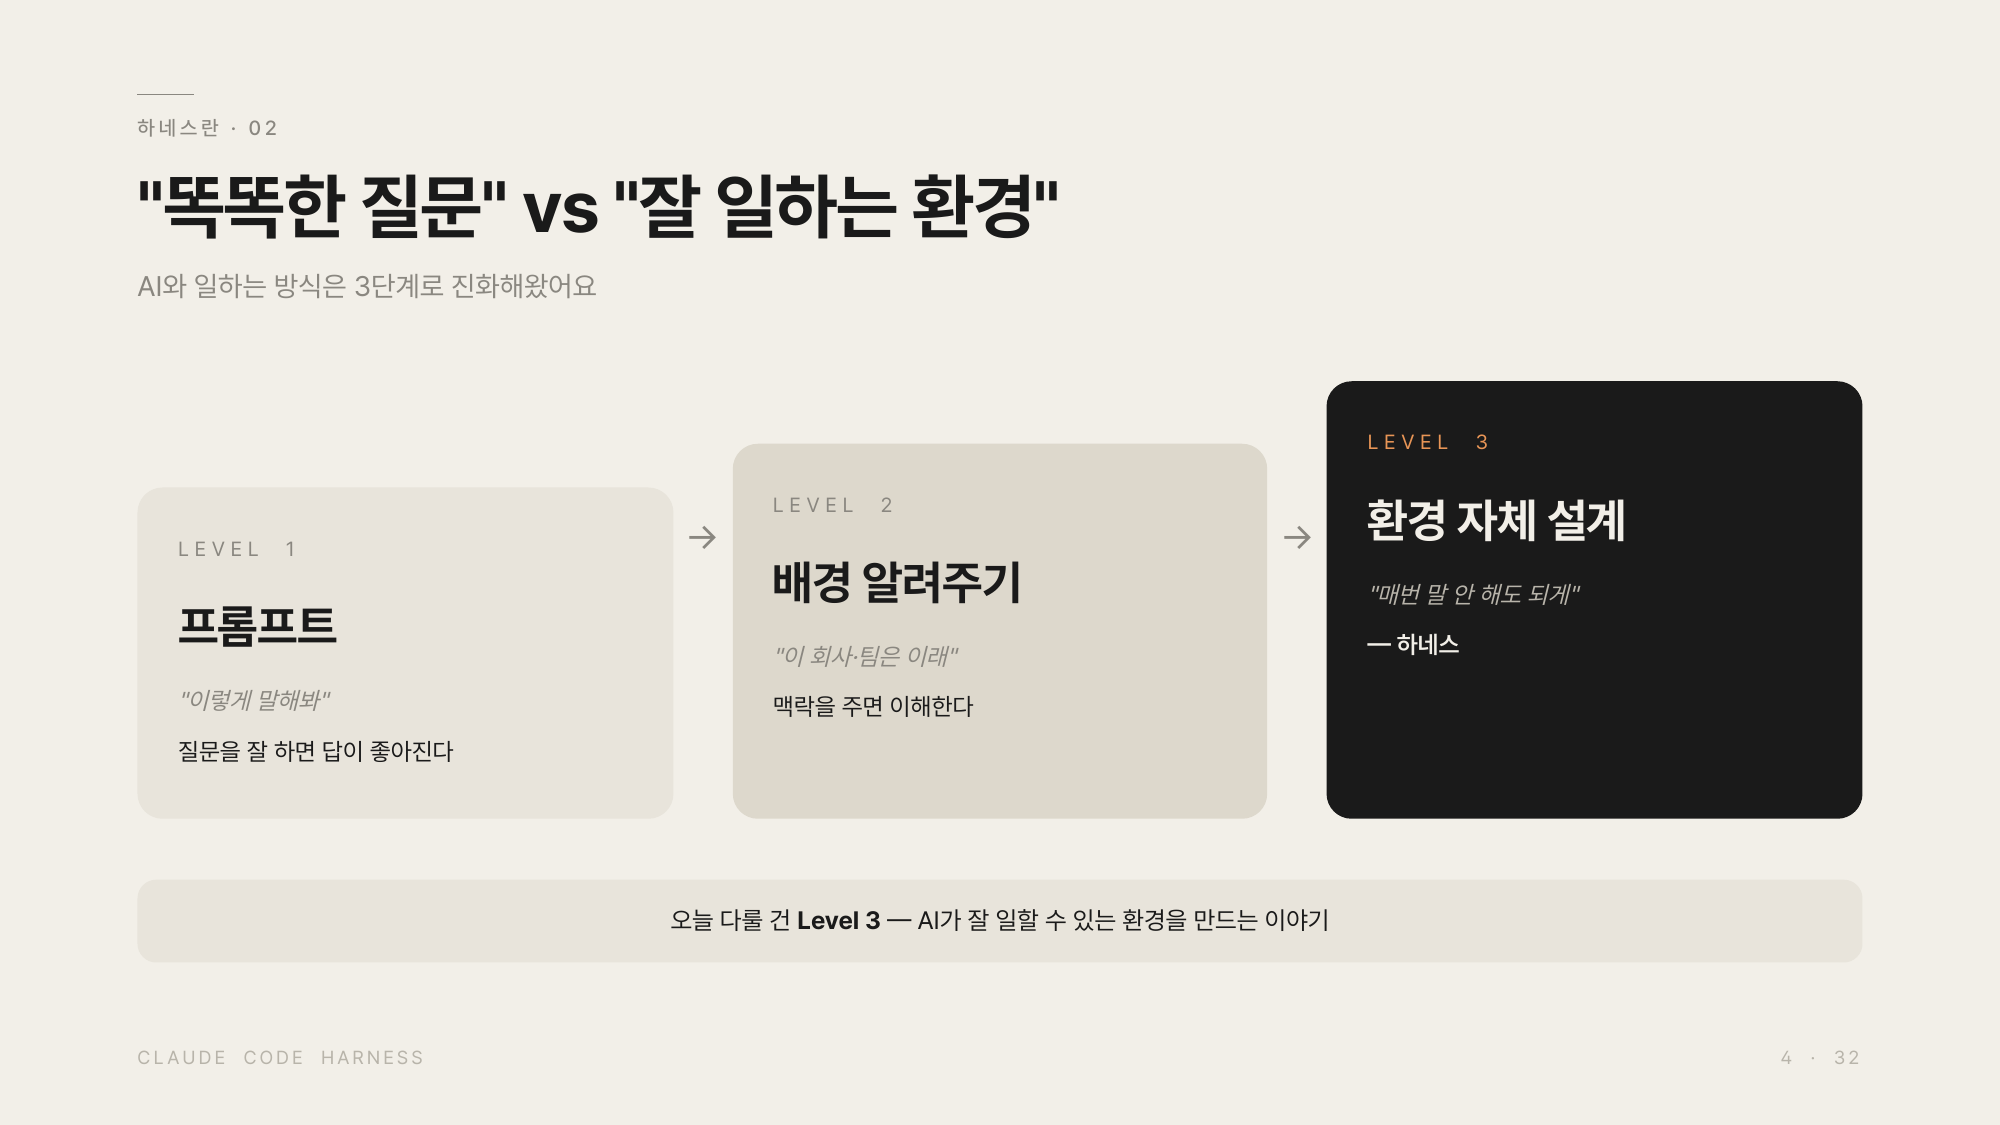 하네스란 · 02
"똑똑한 질문" vs "잘 일하는 환경"
AI와 일하는 방식은 3단계로 진화해왔어요
LEVEL 1
프롬프트
"이렇게 말해봐"
질문을 잘 하면 답이 좋아진다
→
LEVEL 2
배경 알려주기
"이 회사·팀은 이래"
맥락을 주면 이해한다
→
LEVEL 3
환경 자체 설계
"매번 말 안 해도 되게"
— 하네스
오늘 다룰 건 Level 3 — AI가 잘 일할 수 있는 환경을 만드는 이야기
CLAUDE CODE HARNESS
4 · 32